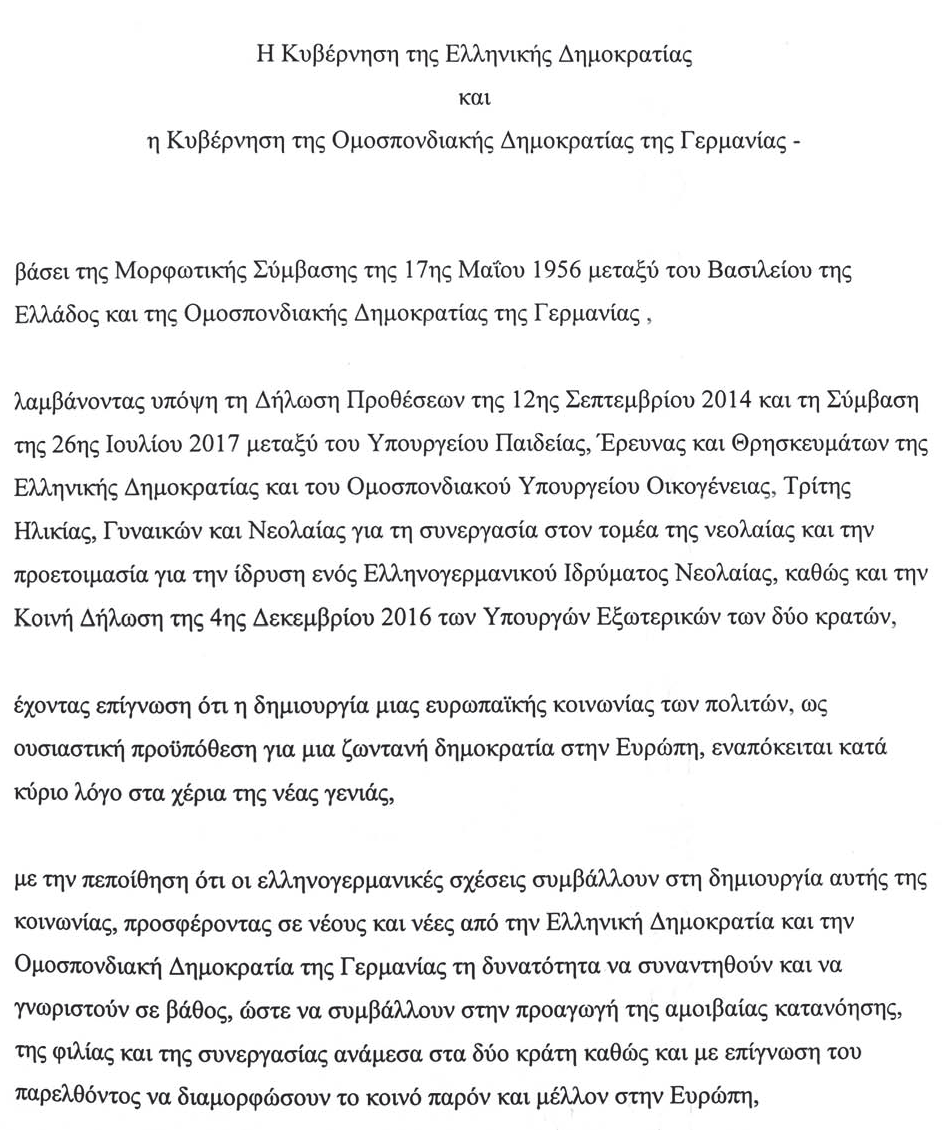 Η Κυβέρνηση της Ελληνικής Δημοκρατίας
και
η Κυβέρνηση της Ομοσπονδιακής Δημοκρατίας της Γερμανίας -
βάσει της Μορφωτικής Σύμβασης της 17ης Μαΐου 1956 μεταξύ του Βασιλείου της
Ελλάδος και της Ομοσπονδιακής Δημοκρατίας της Γερμανίας ,
λαμβάνοντας υπόψη τη Δήλωση Προθέσεων της 12ης Σεπτεμβρίου 2014 και τη Σύμβαση
της 26ης Ιουλίου 2017 μεταξύ του Υπουργείου Παιδείας, Έρευνας και Θρησκευμάτων της
Ελληνικής Δημοκρατίας και του Ομοσπονδιακού Υπουργείου Οικογένειας, Τρίτης
Ηλικίας, Γυναικών και Νεολαίας για τη συνεργασία στον τομέα της νεολαίας και την
προετοιμασία για την ίδρυση ενός Ελληνογερμανικού Ιδρύματος Νεολαίας, καθώς και την
Κοινή Δήλωση της 4ης Δεκεμβρίου 2016 των Υπουργών Εξωτερικών των δύο κρατών,
έχοντας επίγνωση ότι η δημιουργία μιας ευρωπαϊκής κοινωνίας των πολιτών, ως
ουσιαστική προϋπόθεση για μια ζωντανή δημοκρατία στην Ευρώπη, εναπόκειται κατά
κύριο λόγο στα χέρια της νέας γενιάς,
με την πεποίθηση ότι οι ελληνογερμανικές σχέσεις συμβάλλουν στη δημιουργία αυτής της
κοινωνίας, προσφέροντας σε νέους και νέες από την Ελληνική Δημοκρατία και την
Ομοσπονδιακή Δημοκρατία της Γερμανίας τη δυνατότητα να συναντηθούν και να
γνωριστούν σε βάθος, ώστε να συμβάλλουν στην προαγωγή της αμοιβαίας κατανόησης,
της φιλίας και της συνεργασίας ανάμεσα στα δύο κράτη καθώς και με επίγνωση του
παρελθόντος να διαμορφώσουν το κοινό παρόν και μέλλον στην Ευρώπη,